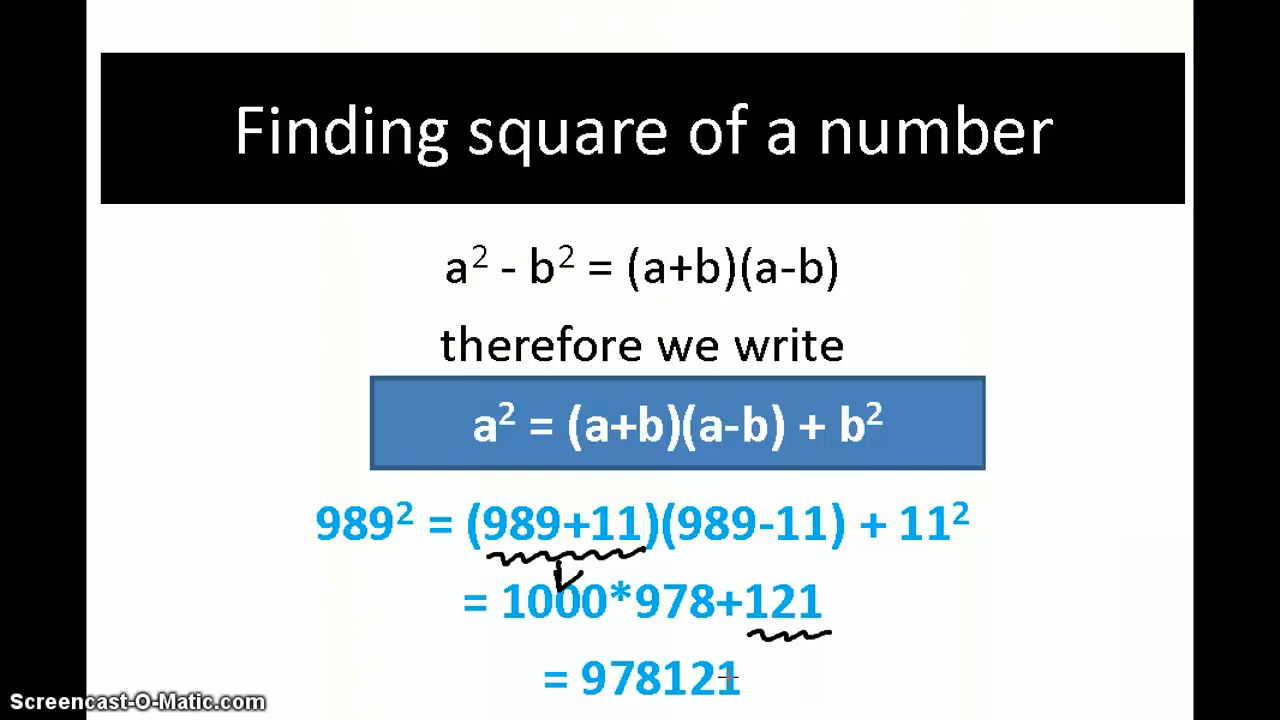 Finding square of a number
a² - b² = (a+b)(a-b)
therefore we write
a² = (a+b)(a-b) + b²
989² = (989+11)(989-11) + 11²
= 1000*978+121
= 978121
Screencast-O-Matic.com